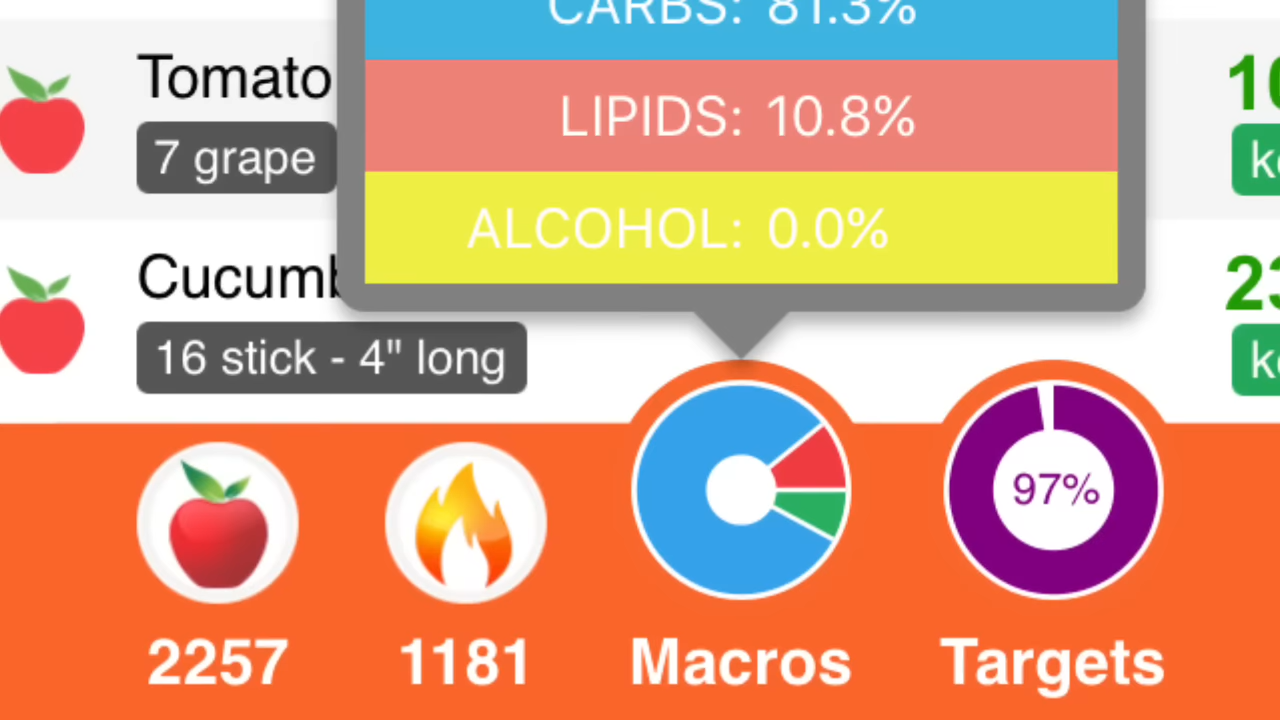 CARBS: 81.3%
Tomato
7 grape
LIPIDS: 10.8%
ALCOHOL: 0.0%
16 stick - 4" long
97%
2257
1181
Macros
Targets